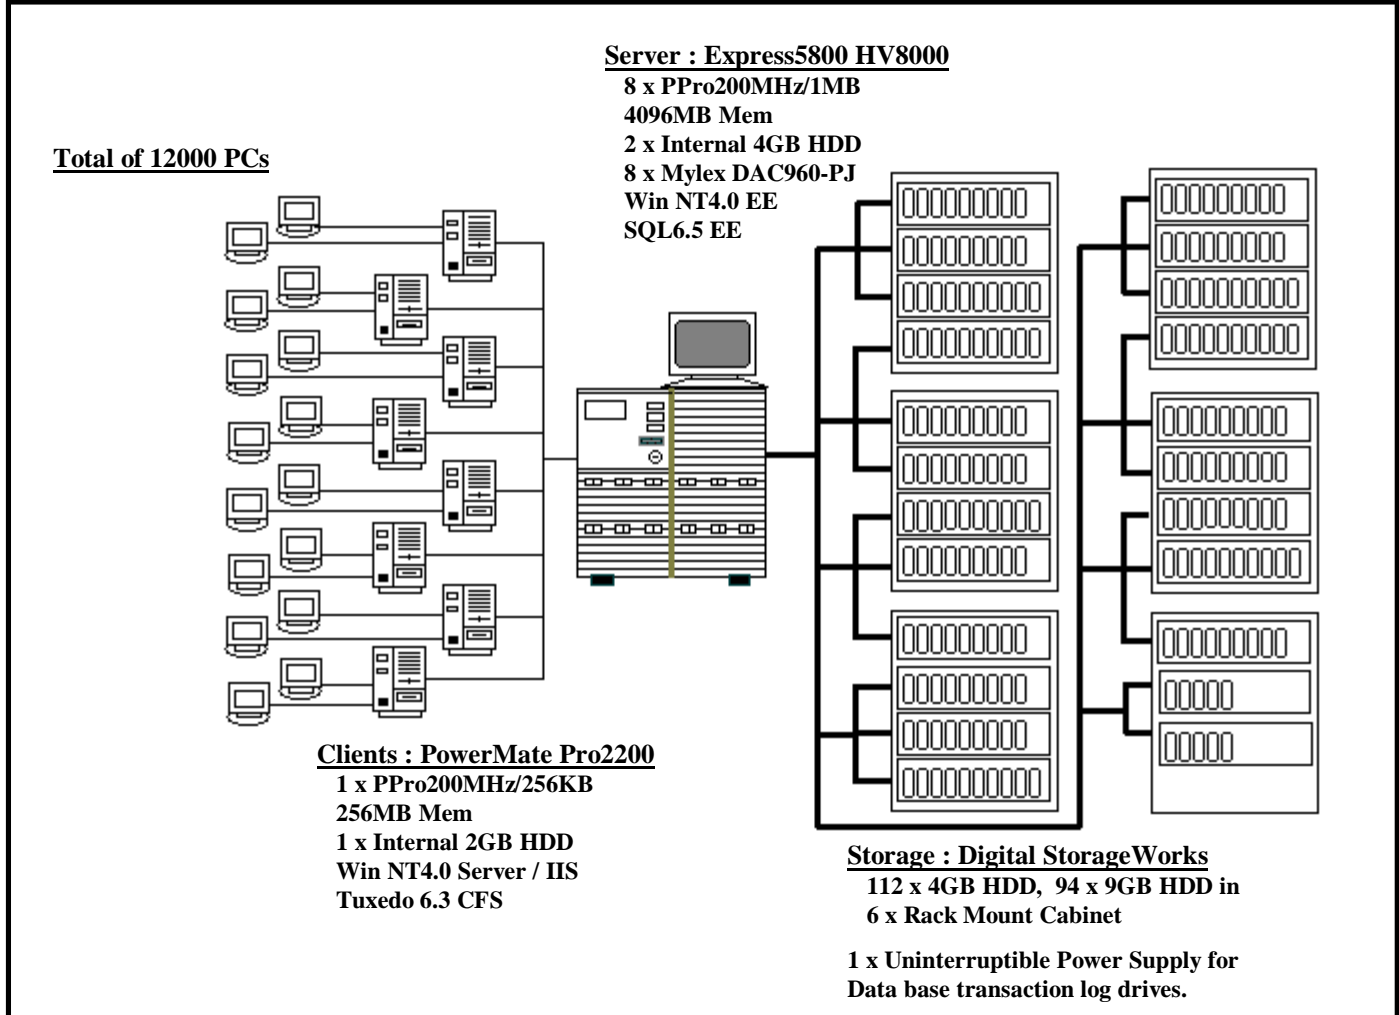 Server : Express5800 HV8000
8 x PPro200MHz/1MB
4096MB Mem
2 x Internal 4GB HDD
8 x Mylex DAC960-PJ
Win NT4.0 EE
SQL6.5 EE
Total of 12000 PCs
Clients : PowerMate Pro2200
1 x PPro200MHz/256KB
256MB Mem
1 x Internal 2GB HDD
Win NT4.0 Server / IIS
Tuxedo 6.3 CFS
Storage : Digital StorageWorks
112 x 4GB HDD,  94 x 9GB HDD in
6 x Rack Mount Cabinet
1 x Uninterruptible Power Supply for
Data base transaction log drives.